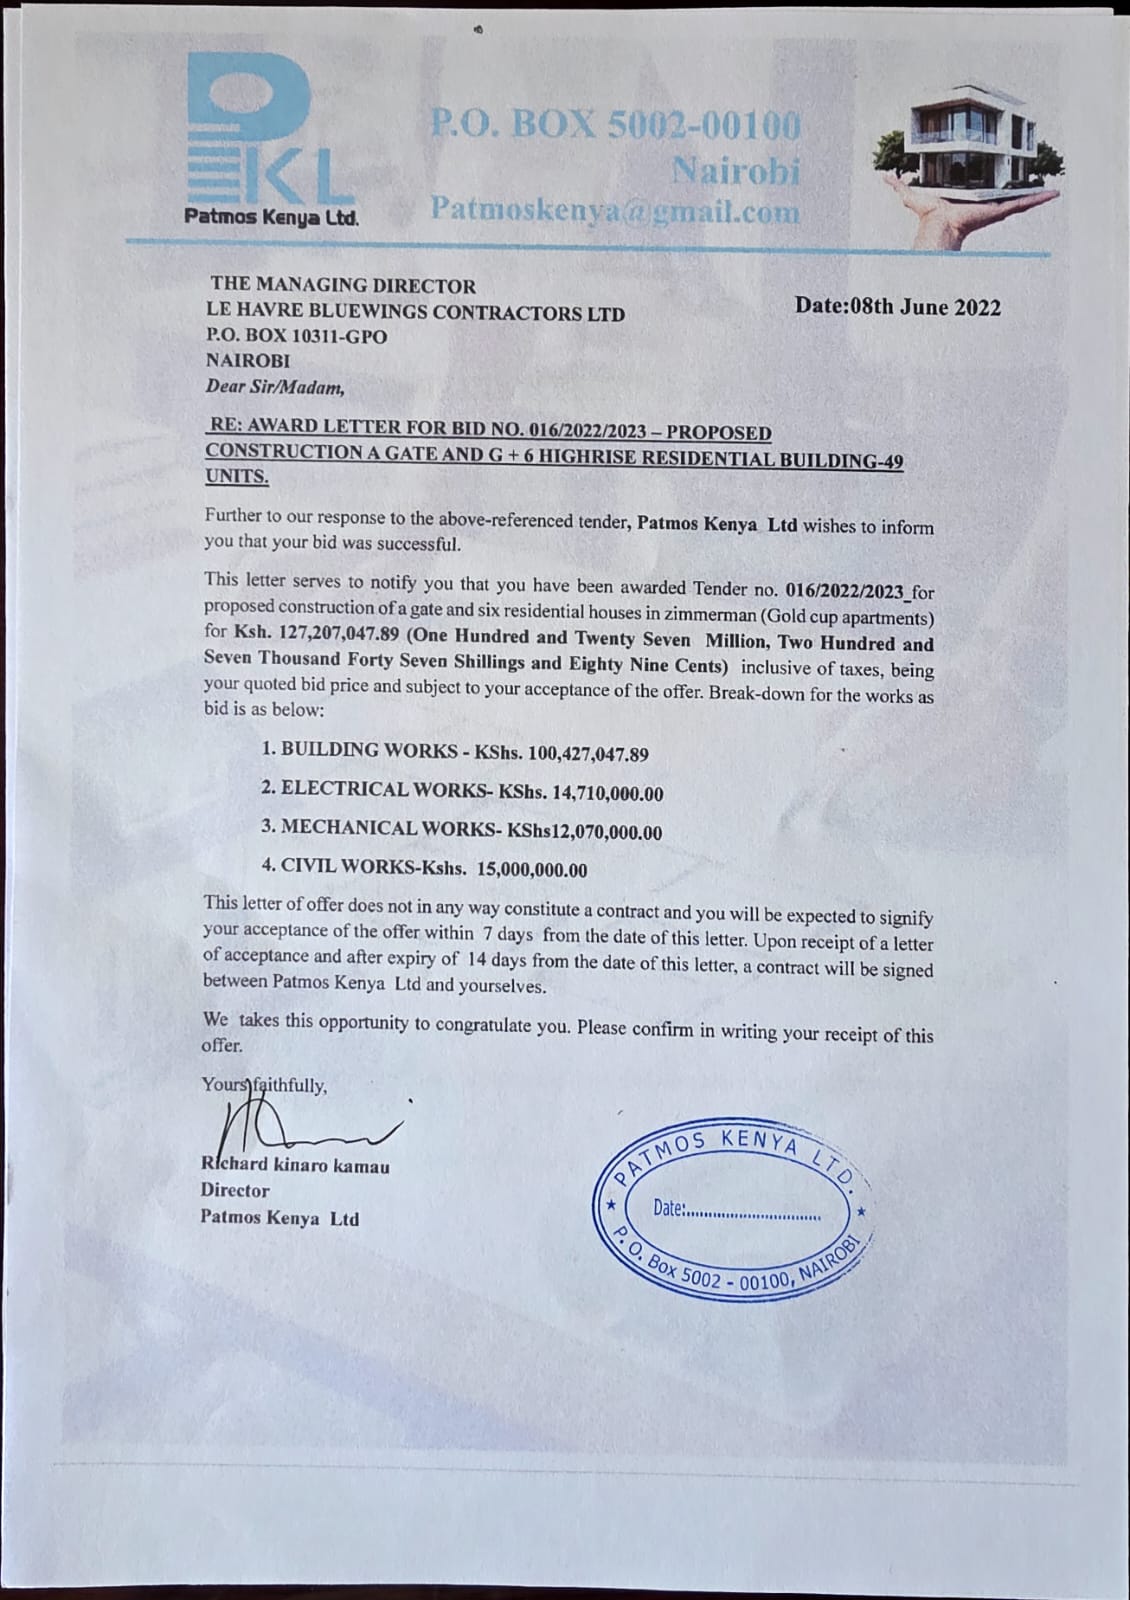 PKL
Patmos Kenya Ltd.
P.O. BOX 5002-00100
Nairobi
Patmoskenya@gmail.com
THE MANAGING DIRECTOR
LE HAVRE BLUEWINGS CONTRACTORS LTD
P.O. BOX 10311-GPO
NAIROBI
Date:08th June 2022
Dear Sir/Madam,
RE: AWARD LETTER FOR BID NO. 016/2022/2023 – PROPOSED
CONSTRUCTION A GATE AND G + 6 HIGHRISE RESIDENTIAL BUILDING-49
UNITS.
Further to our response to the above-referenced tender, Patmos Kenya Ltd wishes to inform
you that your bid was successful.
This letter serves to notify you that you have been awarded Tender no. 016/2022/2023_for
proposed construction of a gate and six residential houses in zimmerman (Gold cup apartments)
for Ksh. 127,207,047.89 (One Hundred and Twenty Seven Million, Two Hundred and
Seven Thousand Forty Seven Shillings and Eighty Nine Cents) inclusive of taxes, being
your quoted bid price and subject to your acceptance of the offer. Break-down for the works as
bid is as below:
1. BUILDING WORKS - KShs. 100,427,047.89
2. ELECTRICAL WORKS- KShs. 14,710,000.00
3. MECHANICAL WORKS- KShs12,070,000.00
4. CIVIL WORKS-Kshs. 15,000,000.00
This letter of offer does not in any way constitute a contract and you will be expected to signify
your acceptance of the offer within 7 days from the date of this letter. Upon receipt of a letter
of acceptance and after expiry of 14 days from the date of this letter, a contract will be signed
between Patmos Kenya Ltd and yourselves.
We takes this opportunity to congratulate you. Please confirm in writing your receipt of this
offer.
Yours faithfully,
Richard kinaro kamau
Director
Patmos Kenya Ltd
PATMOS KENYA LTD.
Date:................................
P. O. Box 5002 - 00100, NAIROBI